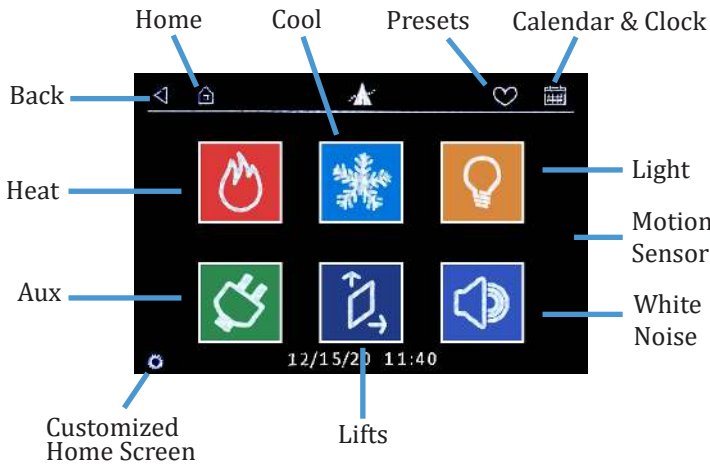 Home
Cool
Presets
Calendar & Clock
Back
Heat
Light
Motion
Sensor
Aux
White
Noise
12/15/20 11:40
Customized
Home Screen
Lifts